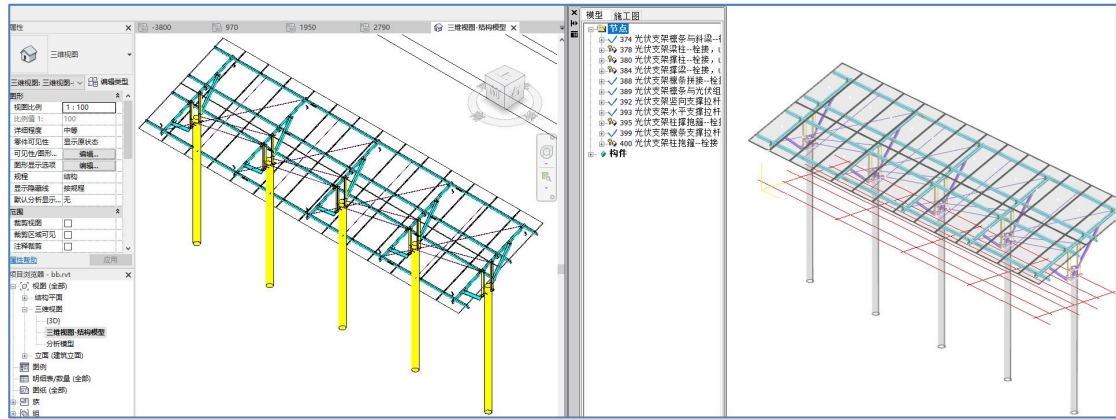 属性
三维视图
三维视图: 三维视图-
编辑类型
图形
视图比例 1 : 100
比例值 1: 100
详细程度 中等
零件可见性 显示原状态
可见性/图形... 编辑...
图形显示选项 编辑...
规程 结构
显示隐藏线 按规程
默认分析显示... 无
范围
裁剪视图
裁剪区域可见
注释裁剪
属性帮助 应用
项目浏览器 - bb.rvt
视图 (全部)
结构平面
三维视图
{3D}
三维视图-结构模型
分析模型
立面 (建筑立面)
图例
明细表/数量 (全部)
图纸 (全部)
族
组
-3800 970 1950 2790 三维视图-结构模型
模型 施工图
节点
374 光伏支架檩条与斜梁--
378 光伏支架梁柱--栓接,
380 光伏支架撑柱--栓接,
384 光伏支架撑梁--栓接,
388 光伏支架檩条拼接--栓
389 光伏支架檩条与光伏组
392 光伏支架竖向支撑拉杆
393 光伏支架水平支撑拉杆
395 光伏支架柱撑抱箍--栓
399 光伏支架檩条支撑拉杆
400 光伏支架柱抱箍--栓接
构件